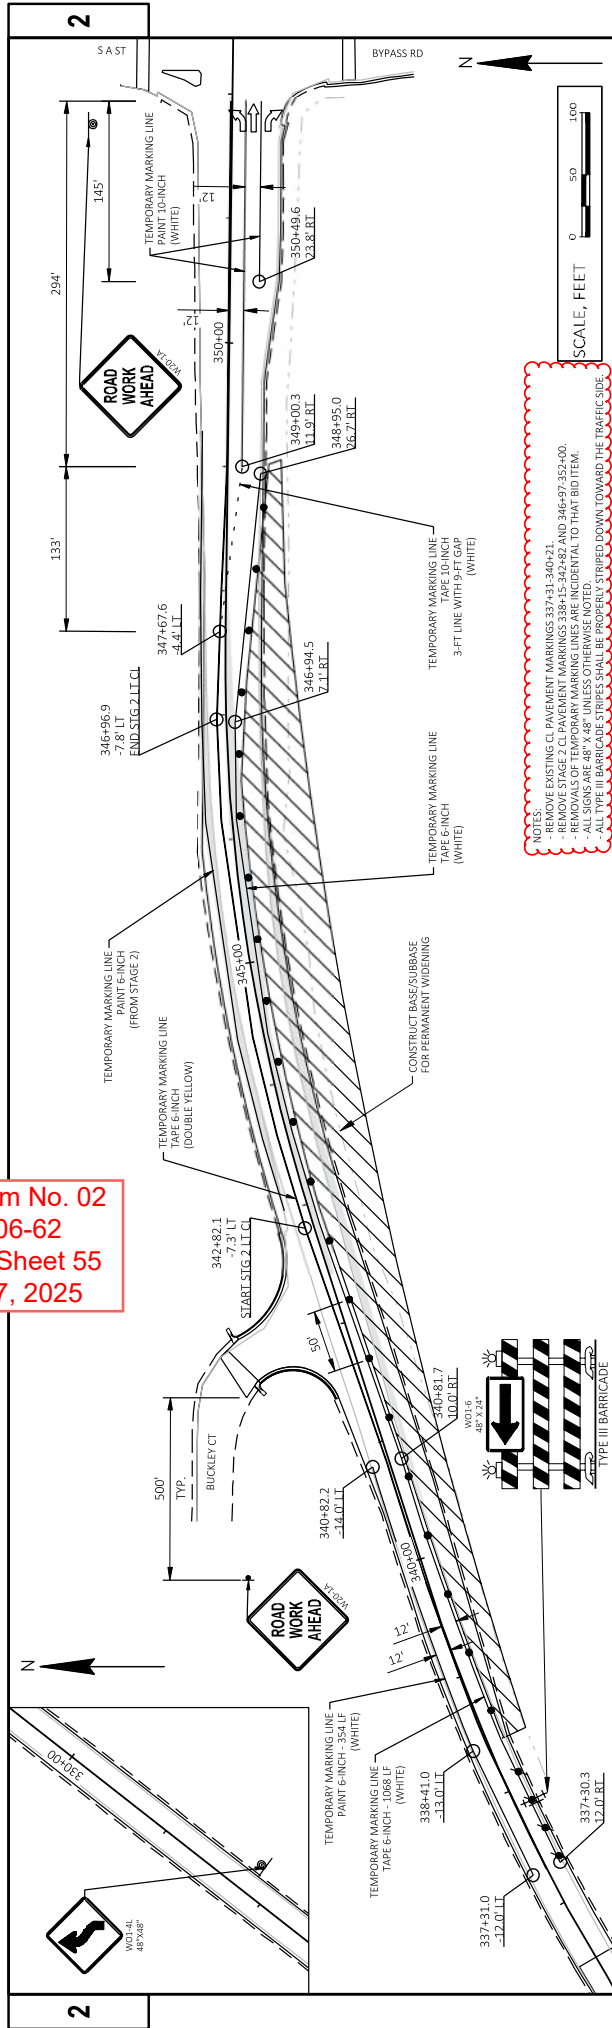 2
S A ST
BYPASS RD
N
294'
145'
133'
TEMPORARY MARKING LINE
PAINT 10-INCH
(WHITE)
12'
12'
350+49.6
23.8' RT
350+00
ROAD
WORK
AHEAD
W20-1A
349+00.3
11.9' RT
348+95.0
26.7' RT
347+67.6
-4.4' LT
346+96.9
-7.8' LT
END STG 2 LT CL
346+94.5
7.1' RT
TEMPORARY MARKING LINE
TAPE 10-INCH
3-FT LINE WITH 9-FT GAP
(WHITE)
SCALE, FEET
0
50
100
NOTES:
- REMOVE EXISTING CL PAVEMENT MARKINGS 337+31-340+21.
- REMOVE STAGE 2 CL PAVEMENT MARKINGS 338+15-342+82 AND 346+97-352+00.
- REMOVALS OF TEMPORARY MARKING LINES ARE INCIDENTAL TO THAT BID ITEM.
- ALL SIGNS ARE 48" X 48" UNLESS OTHERWISE NOTED.
- ALL TYPE III BARRICADE STRIPES SHALL BE PROPERLY STRIPED DOWN TOWARD THE TRAFFIC SIDE.
TEMPORARY MARKING LINE
TAPE 6-INCH
(WHITE)
TEMPORARY MARKING LINE
PAINT 6-INCH
(FROM STAGE 2)
345+00
TEMPORARY MARKING LINE
TAPE 6-INCH
(DOUBLE YELLOW)
CONSTRUCT BASE/SUBBASE
FOR PERMANENT WIDENING
m No. 02
06-62
Sheet 55
7, 2025
342+82.1
-7.3' LT
START STG 2 LT CL
50'
500'
TYP.
BUCKLEY CT
340+82.2
-14.0' LT
340+81.7
10.0' RT
340+00
W01-6
48" X 24"
TYPE III BARRICADE
ROAD
WORK
AHEAD
W20-1A
12'
12'
N
TEMPORARY MARKING LINE
PAINT 6-INCH - 354 LF
(WHITE)
TEMPORARY MARKING LINE
TAPE 6-INCH - 1068 LF
(WHITE)
338+41.0
-13.0' LT
337+31.0
-12.0' LT
337+30.3
12.0' RT
330+00
W01-4L
48"X48"
2